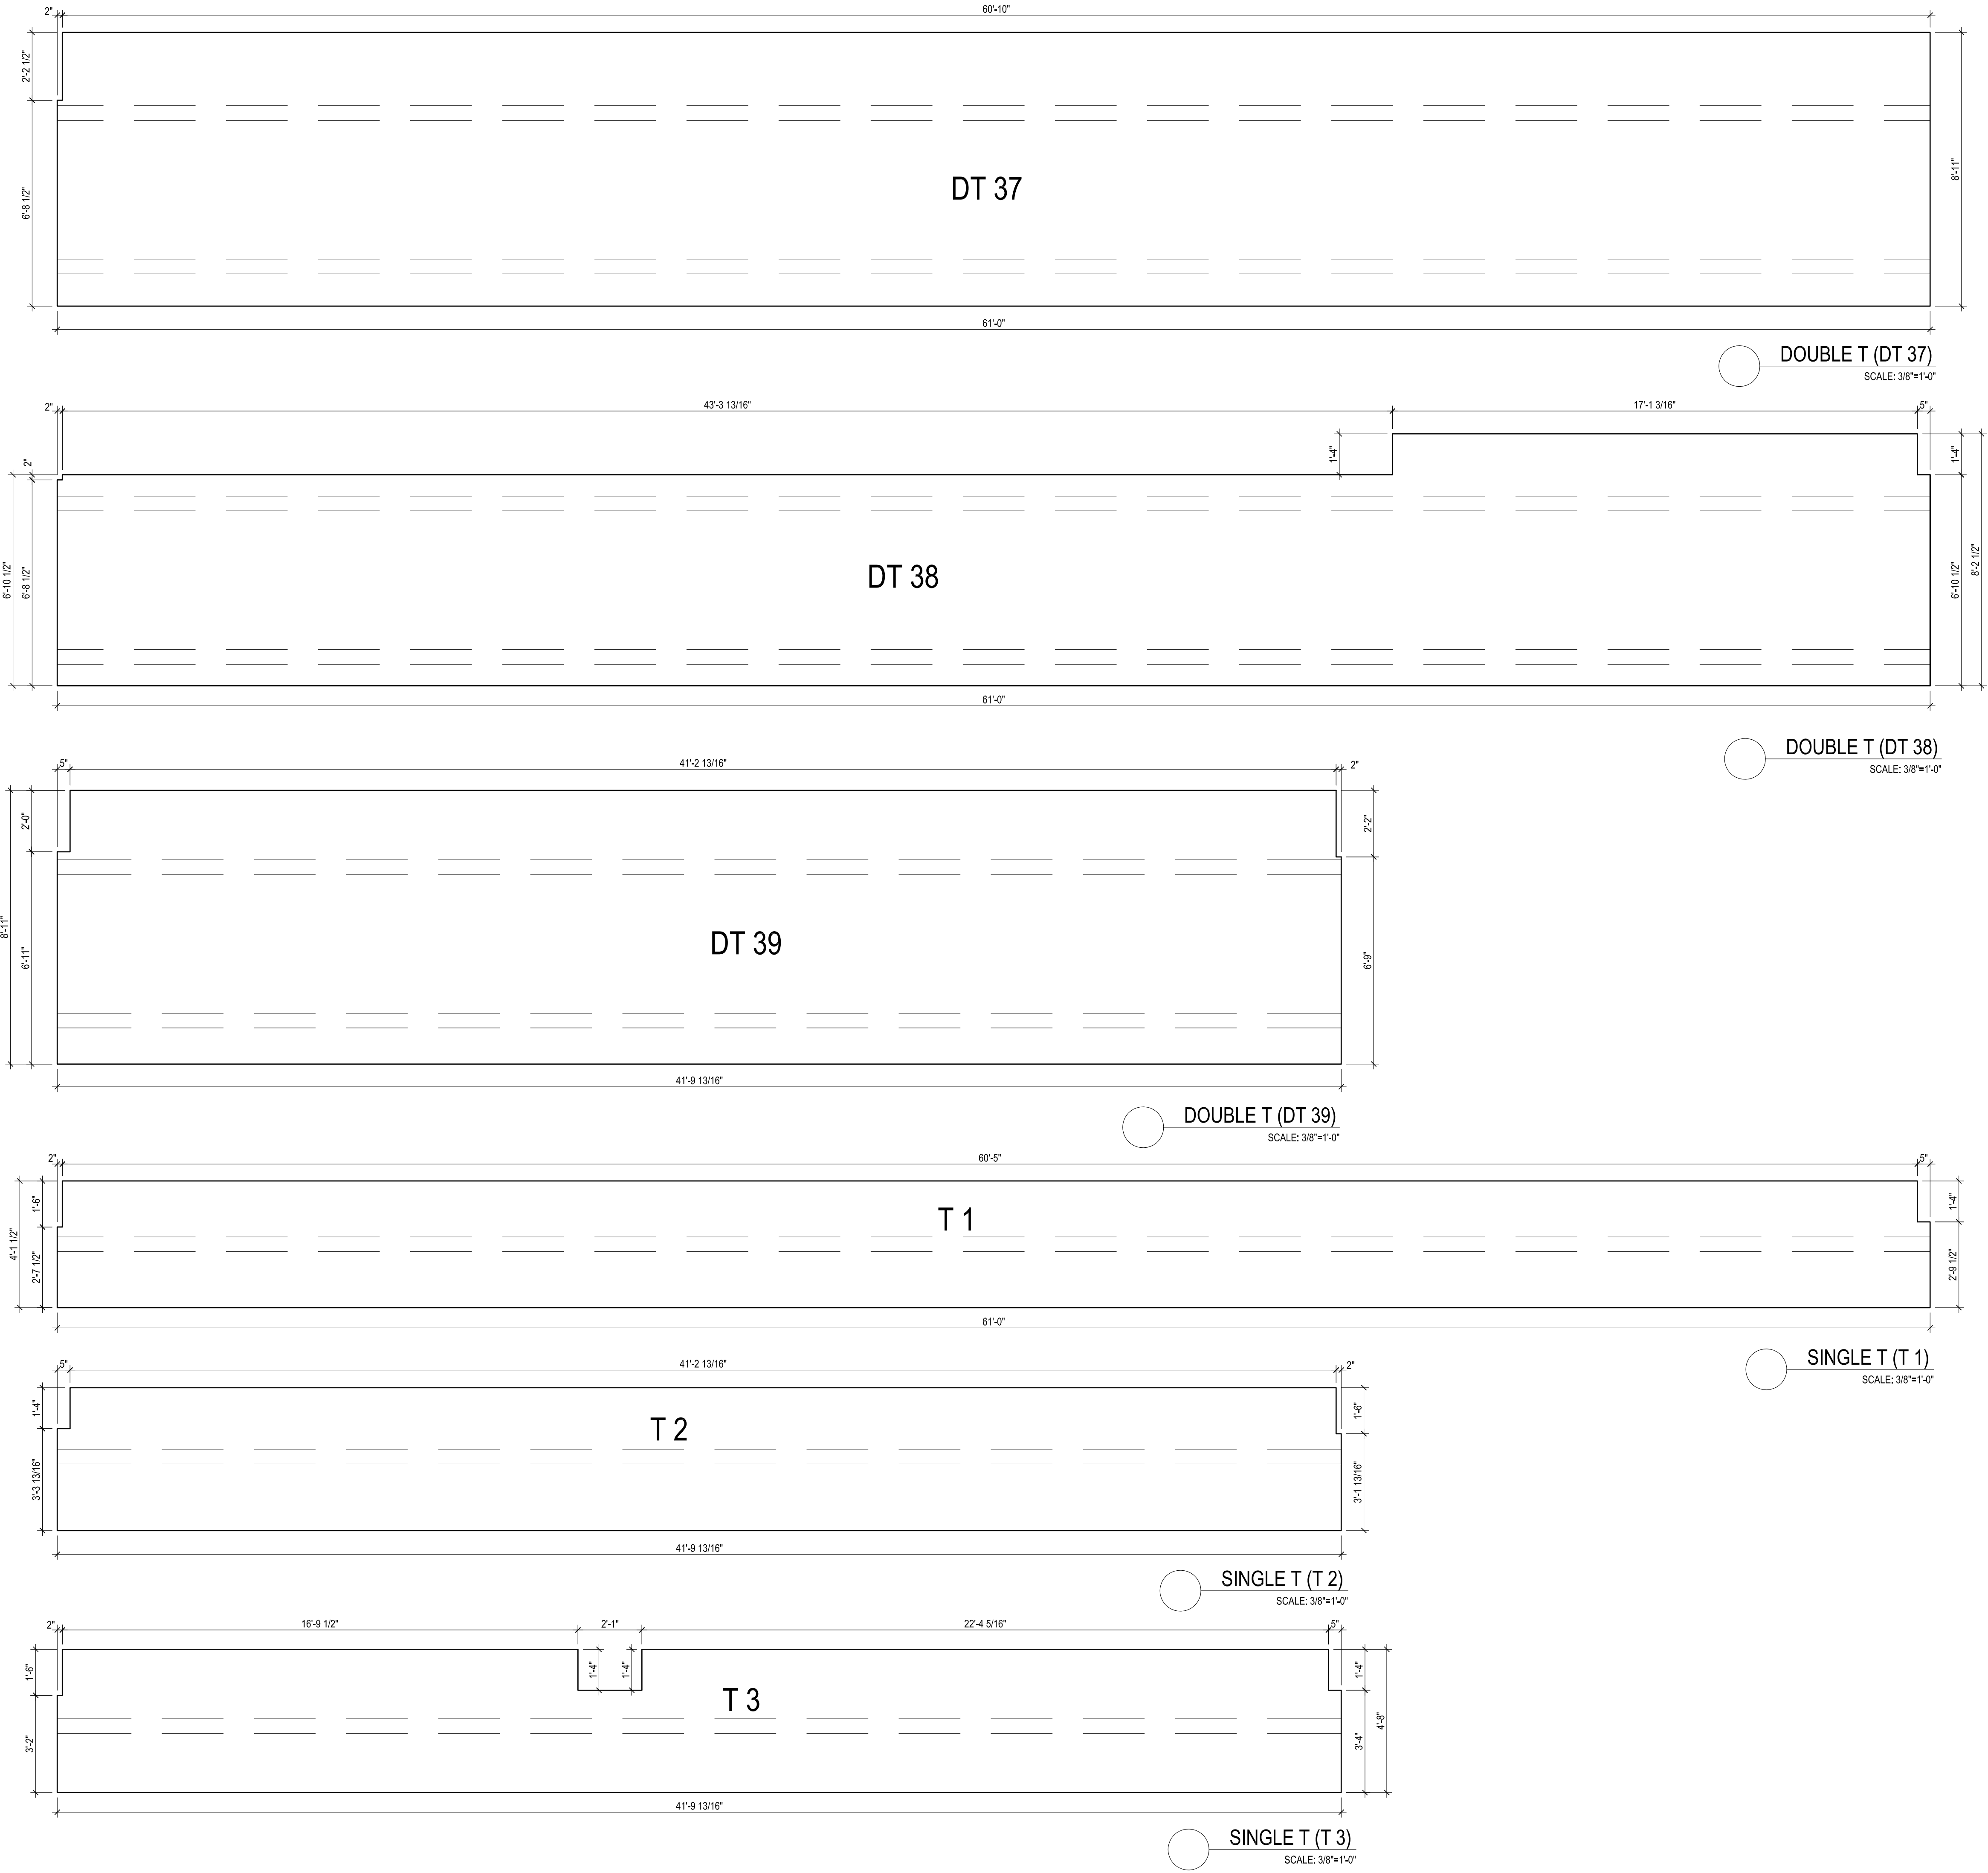 2" 60'-10"
2'-2 1/2"
6'-8 1/2"
8'-11"
DT 37
61'-0"
DOUBLE T (DT 37)
SCALE: 3/8"=1'-0"
2" 43'-3 13/16" 17'-1 3/16" 5"
2"
6'-10 1/2"
6'-8 1/2"
1'-4"
1'-4"
6'-10 1/2"
8'-2 1/2"
DT 38
61'-0"
DOUBLE T (DT 38)
SCALE: 3/8"=1'-0"
5" 41'-2 13/16" 2"
2'-0"
8'-11"
6'-11"
2'-2"
6'-9"
DT 39
41'-9 13/16"
DOUBLE T (DT 39)
SCALE: 3/8"=1'-0"
2" 60'-5" 5"
1'-6"
4'-1 1/2"
2'-7 1/2"
1'-4"
2'-9 1/2"
T 1
61'-0"
SINGLE T (T 1)
SCALE: 3/8"=1'-0"
5" 41'-2 13/16" 2"
1'-4"
3'-3 13/16"
1'-6"
3'-1 13/16"
T 2
41'-9 13/16"
SINGLE T (T 2)
SCALE: 3/8"=1'-0"
2" 16'-9 1/2" 2'-1" 22'-4 5/16" 5"
1'-6"
3'-2"
1'-4"
1'-4"
1'-4"
3'-4"
4'-8"
T 3
41'-9 13/16"
SINGLE T (T 3)
SCALE: 3/8"=1'-0"